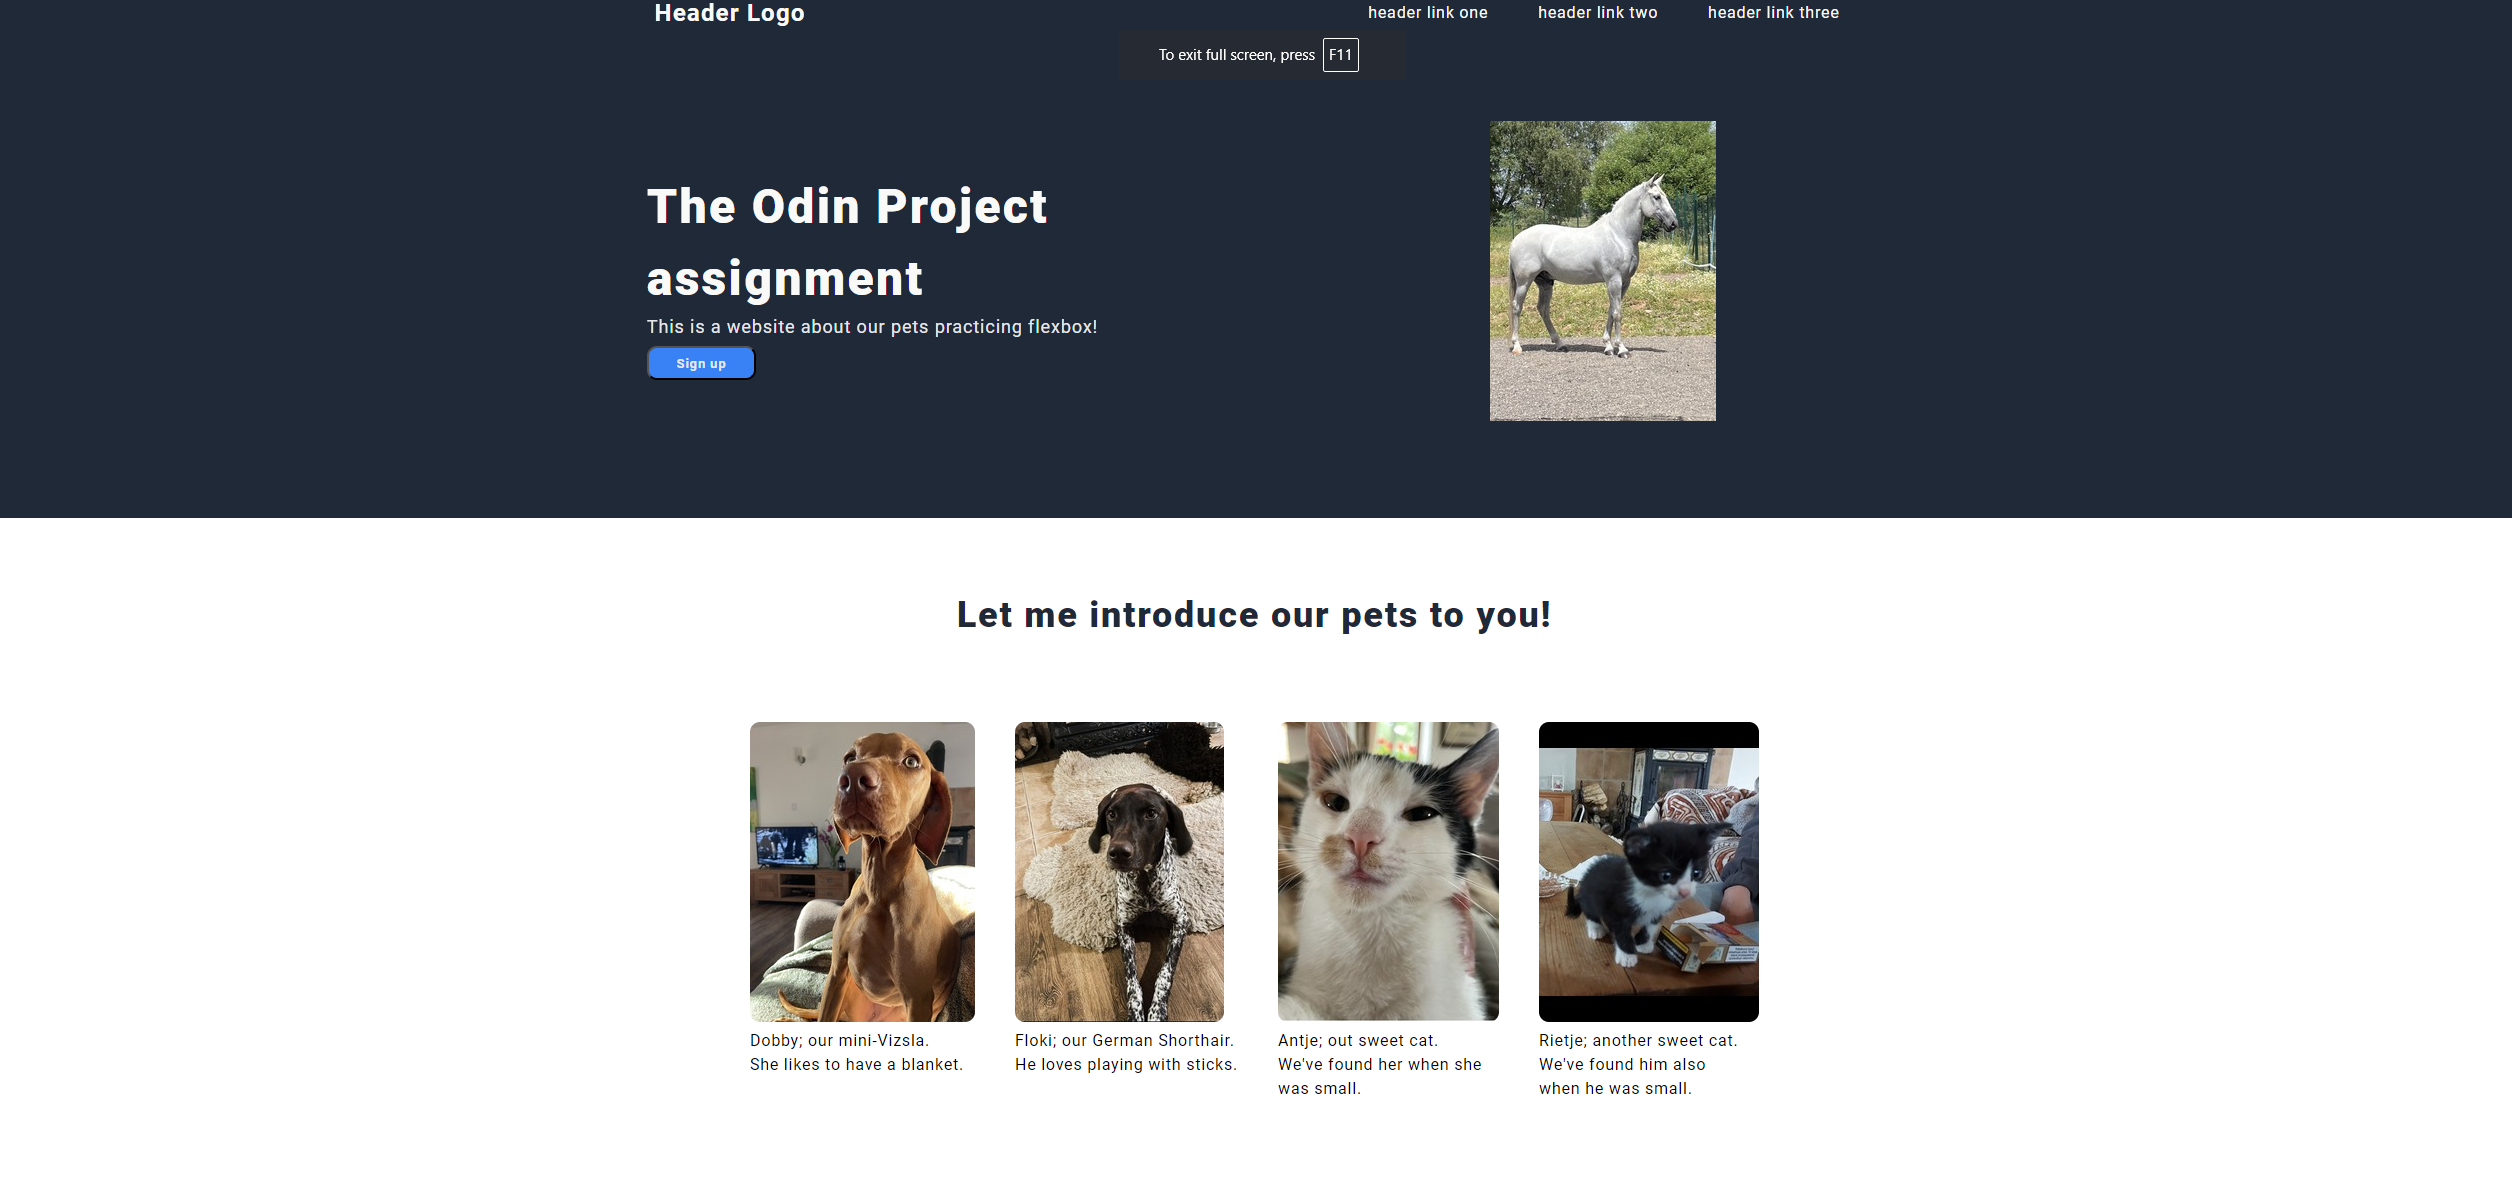 Header Logo
header link one
header link two
header link three
To exit full screen, press F11
The Odin Project
assignment
This is a website about our pets practicing flexbox!
Sign up
Let me introduce our pets to you!
Dobby; our mini-Vizsla.
She likes to have a blanket.
Floki; our German Shorthair.
He loves playing with sticks.
Antje; out sweet cat.
We've found her when she
was small.
Rietje; another sweet cat.
We've found him also
when he was small.